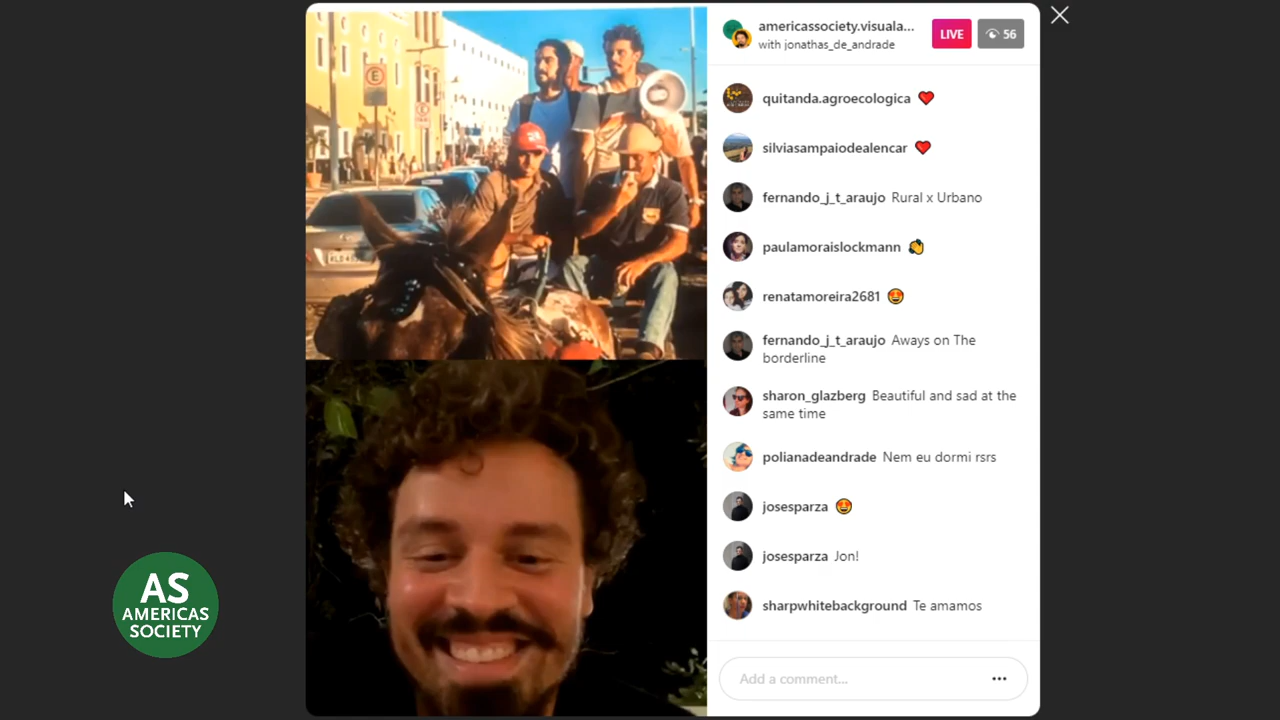 americassociety.visuala...
with jonathas_de_andrade
LIVE
56
quitanda.agroecologica
silviasampaiodealencar
fernando_j_t_araujo Rural x Urbano
paulamoraislockmann
renatamoreira2681
fernando_j_t_araujo Aways on The
borderline
sharon_glazberg Beautiful and sad at the
same time
polianadeandrade Nem eu dormi rsrs
josesparza
josesparza Jon!
sharpwhitebackground Te amamos
Add a comment...
E
E
AS
AMERICAS
SOCIETY